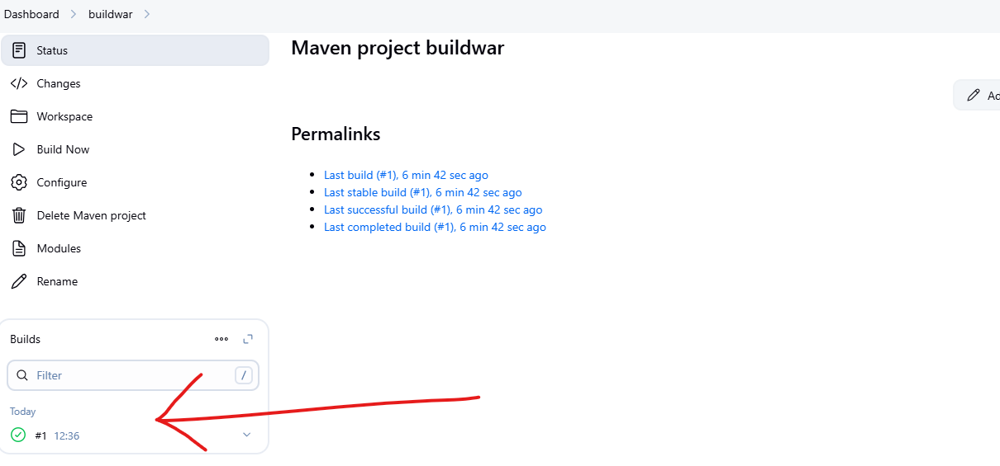 Dashboard
buildwar
Status
Changes
Workspace
Build Now
Configure
Delete Maven project
Modules
Rename
Builds
Filter
/
Today
#1 12:36
Maven project buildwar
Permalinks
Last build (#1), 6 min 42 sec ago
Last stable build (#1), 6 min 42 sec ago
Last successful build (#1), 6 min 42 sec ago
Last completed build (#1), 6 min 42 sec ago